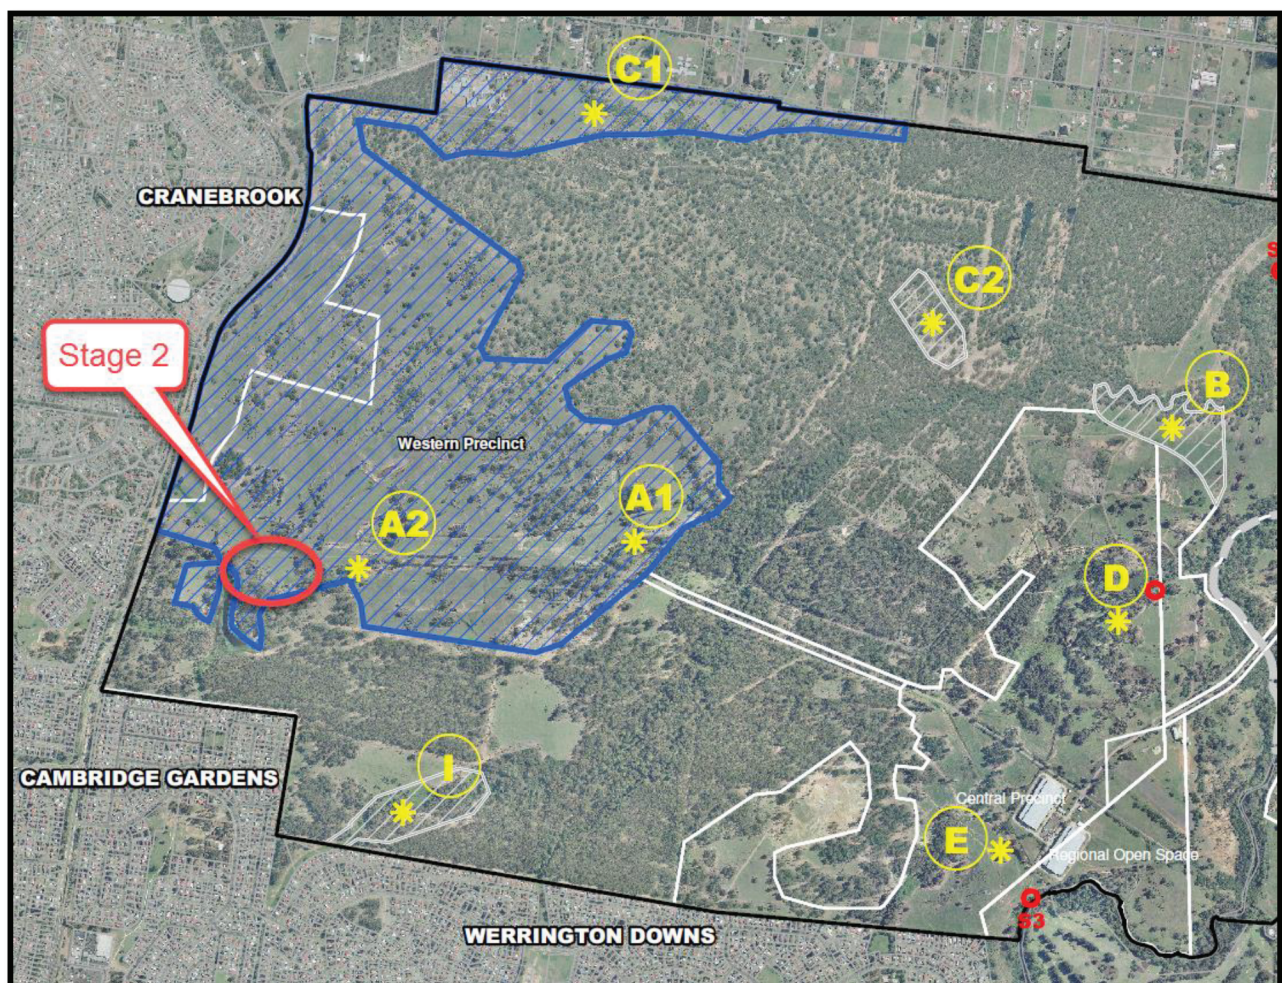 C1
CRANEBROOK
C2
S
Stage 2
B
Western Precinct
A1
A2
D
I
CAMBRIDGE GARDENS
Central Precinct
E
Regional Open Space
S3
WERRINGTON DOWNS